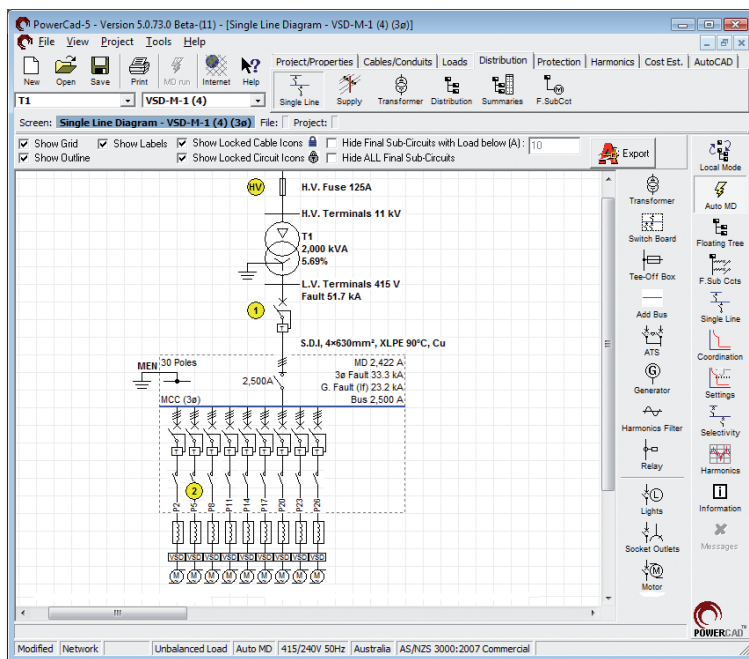 PowerCad-5 - Version 5.0.73.0 Beta-(11) - [Single Line Diagram - VSD-M-1 (4) (3ø)]
File View Project Tools Help
New Open Save Print MD run Internet Help
Project/Properties Cables/Conduits Loads Distribution Protection Harmonics Cost Est. AutoCAD
Single Line Supply Transformer Distribution Summaries F.SubCct
T1 VSD-M-1 (4)
Screen: Single Line Diagram - VSD-M-1 (4) (3ø) File: Project:
Show Grid Show Labels Show Locked Cable Icons Hide Final Sub-Circuits with Load below (A): 10
Show Outline Show Locked Circuit Icons Hide ALL Final Sub-Circuits
Export
HV H.V. Fuse 125A
H.V. Terminals 11 kV
T1
2,000 kVA
5.69%
L.V. Terminals 415 V
Fault 51.7 kA
1
T
S.D.I, 4×630mm², XLPE 90°C, Cu
MEN 30 Poles
MD 2,422 A
3ø Fault 33.3 kA
2,500A
G. Fault (If) 23.2 kA
MCC (3ø) Bus 2,500 A
T T T T T T T T T
2
P2 P5 P8 P11 P14 P17 P20 P23 P26
VSD VSD VSD VSD VSD VSD VSD VSD VSD
M M M M M M M M M
Transformer
Switch Board
Tee-Off Box
Add Bus
ATS
G
Generator
Harmonics Filter
Relay
L
Lights
Socket Outlets
M
Motor
Local Mode
Auto MD
Floating Tree
F.Sub Ccts
Single Line
Coordination
Settings
Selectivity
Harmonics
Information
Messages
POWERCAD™
Modified Network Unbalanced Load Auto MD 415/240V 50Hz Australia AS/NZS 3000:2007 Commercial